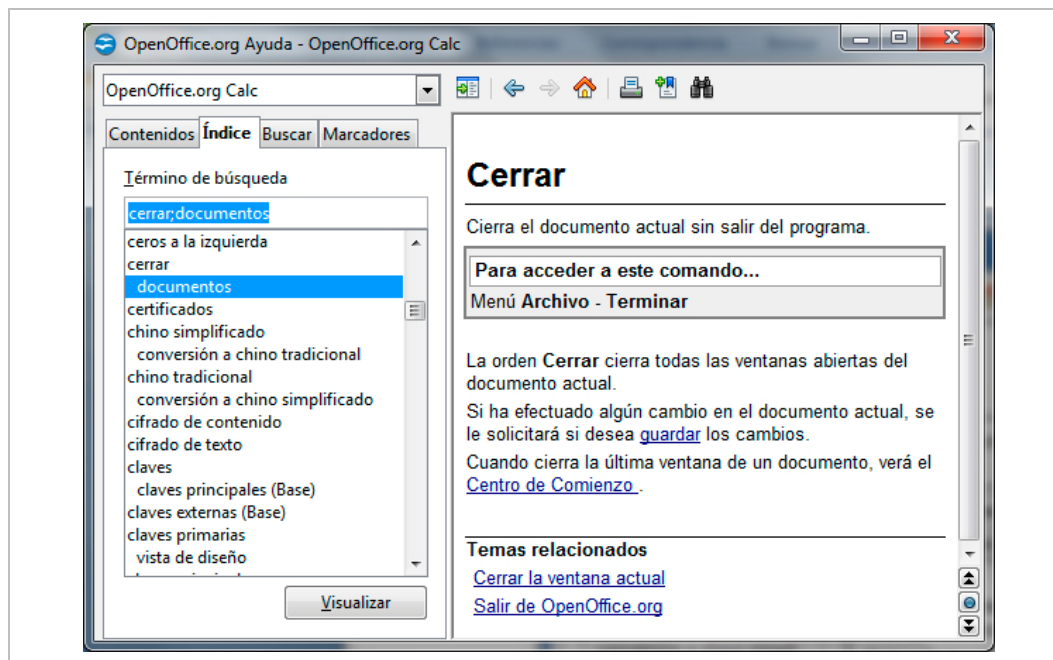 OpenOffice.org Ayuda - OpenOffice.org Calc
OpenOffice.org Calc
Contenidos Índice Buscar Marcadores
Término de búsqueda
cerrar;documentos
ceros a la izquierda
cerrar
documentos
certificados
chino simplificado
conversión a chino tradicional
chino tradicional
conversión a chino simplificado
cifrado de contenido
cifrado de texto
claves
claves principales (Base)
claves externas (Base)
claves primarias
vista de diseño
Visualizar
Cerrar
Cierra el documento actual sin salir del programa.
Para acceder a este comando...
Menú Archivo - Terminar
La orden Cerrar cierra todas las ventanas abiertas del
documento actual.
Si ha efectuado algún cambio en el documento actual, se
le solicitará si desea guardar los cambios.
Cuando cierra la última ventana de un documento, verá el
Centro de Comienzo .
Temas relacionados
Cerrar la ventana actual
Salir de OpenOffice.org